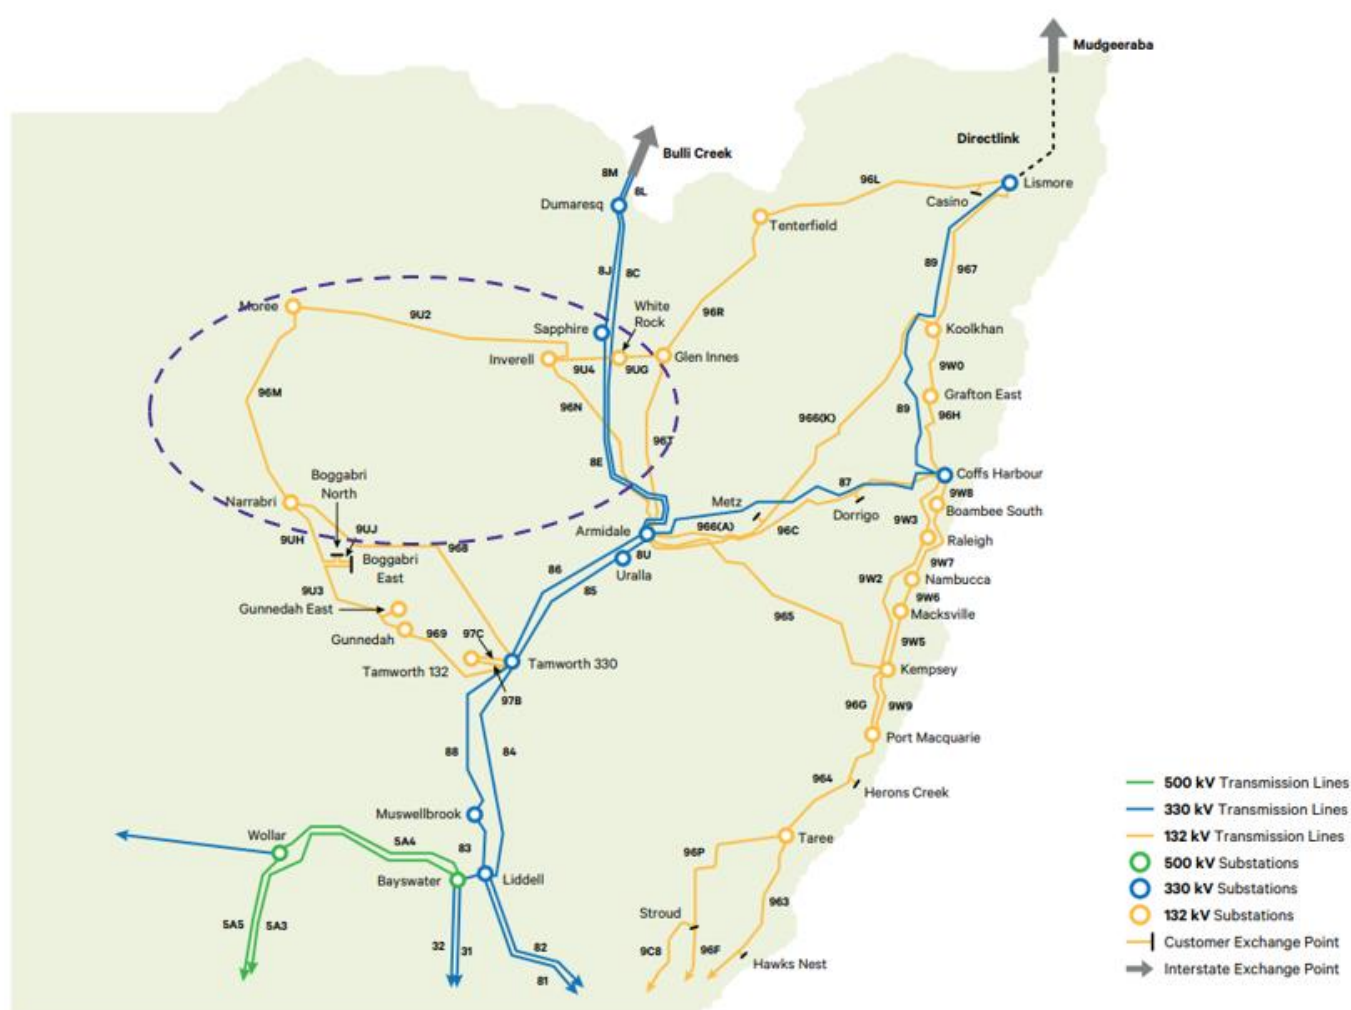 Mudgeeraba
Directlink
Bulli Creek
8M
8L
Dumaresq
96L
Casino
Lismore
Tenterfield
8J
8C
89
967
White
Rock
Moree
9U2
Sapphire
96R
Koolkhan
Inverell
9U4
9UG
Glen Innes
9W0
96M
96N
Grafton East
89
96H
966(K)
96T
8E
Boggabri
North
Narrabri
Metz
87
Coffs Harbour
9W8
Boambee South
Dorrigo
9W3
Armidale
966(A)
96C
9UJ
9UH
968
Raleigh
Boggabri
East
8U
Uralla
86
85
9W7
9W2
Nambucca
9U3
9W6
Macksville
Gunnedah East
965
Gunnedah
969
97C
9W5
Tamworth 132
Tamworth 330
Kempsey
97B
96G
9W9
Port Macquarie
88
84
964
Herons Creek
Muswellbrook
Wollar
5A4
83
Taree
96P
Bayswater
Liddell
963
Stroud
5A5
5A3
32
31
82
81
9C8
96F
Hawks Nest
500 kV Transmission Lines
330 kV Transmission Lines
132 kV Transmission Lines
500 kV Substations
330 kV Substations
132 kV Substations
Customer Exchange Point
Interstate Exchange Point